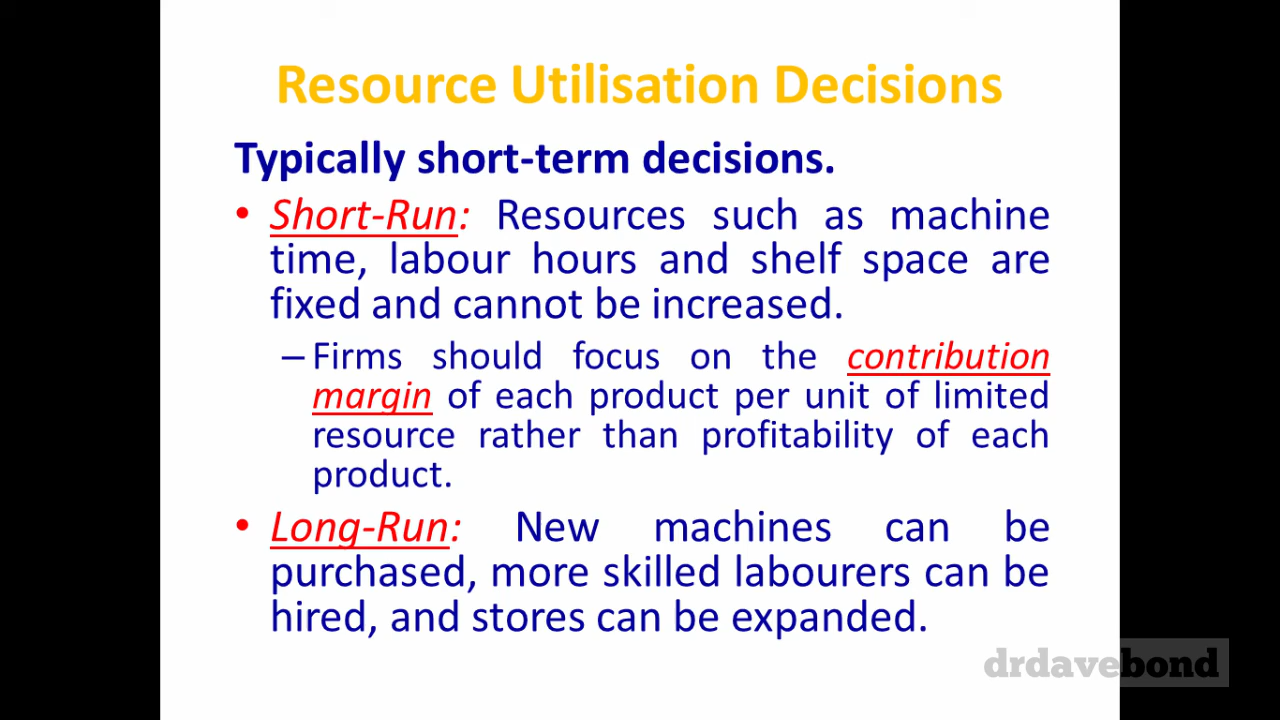 Resource Utilisation Decisions
Typically short-term decisions.
• Short-Run: Resources such as machine
time, labour hours and shelf space are
fixed and cannot be increased.
– Firms should focus on the contribution
margin of each product per unit of limited
resource rather than profitability of each
product.
• Long-Run: New machines can be
purchased, more skilled labourers can be
hired, and stores can be expanded.
drdavebond